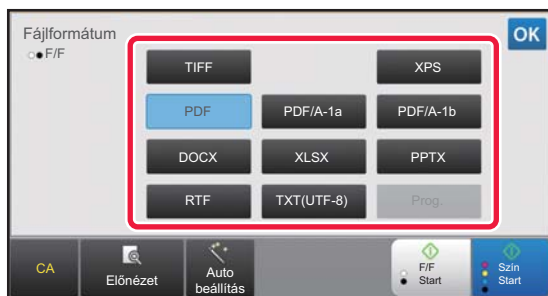 Fájlformátum
OK
F/F
TIFF
XPS
PDF
PDF/A-1a
PDF/A-1b
DOCX
XLSX
PPTX
RTF
TXT(UTF-8)
Prog.
CA
Előnézet
Auto
beállítás
F/F
Start
Szín
Start